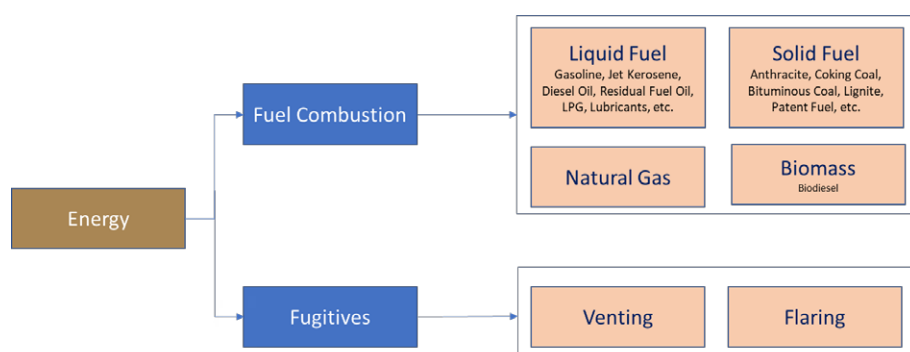 Energy
Fuel Combustion
Liquid Fuel
Gasoline, Jet Kerosene,
Diesel Oil, Residual Fuel Oil,
LPG, Lubricants, etc.
Solid Fuel
Anthracite, Coking Coal,
Bituminous Coal, Lignite,
Patent Fuel, etc.
Natural Gas
Biomass
Biodiesel
Fugitives
Venting
Flaring